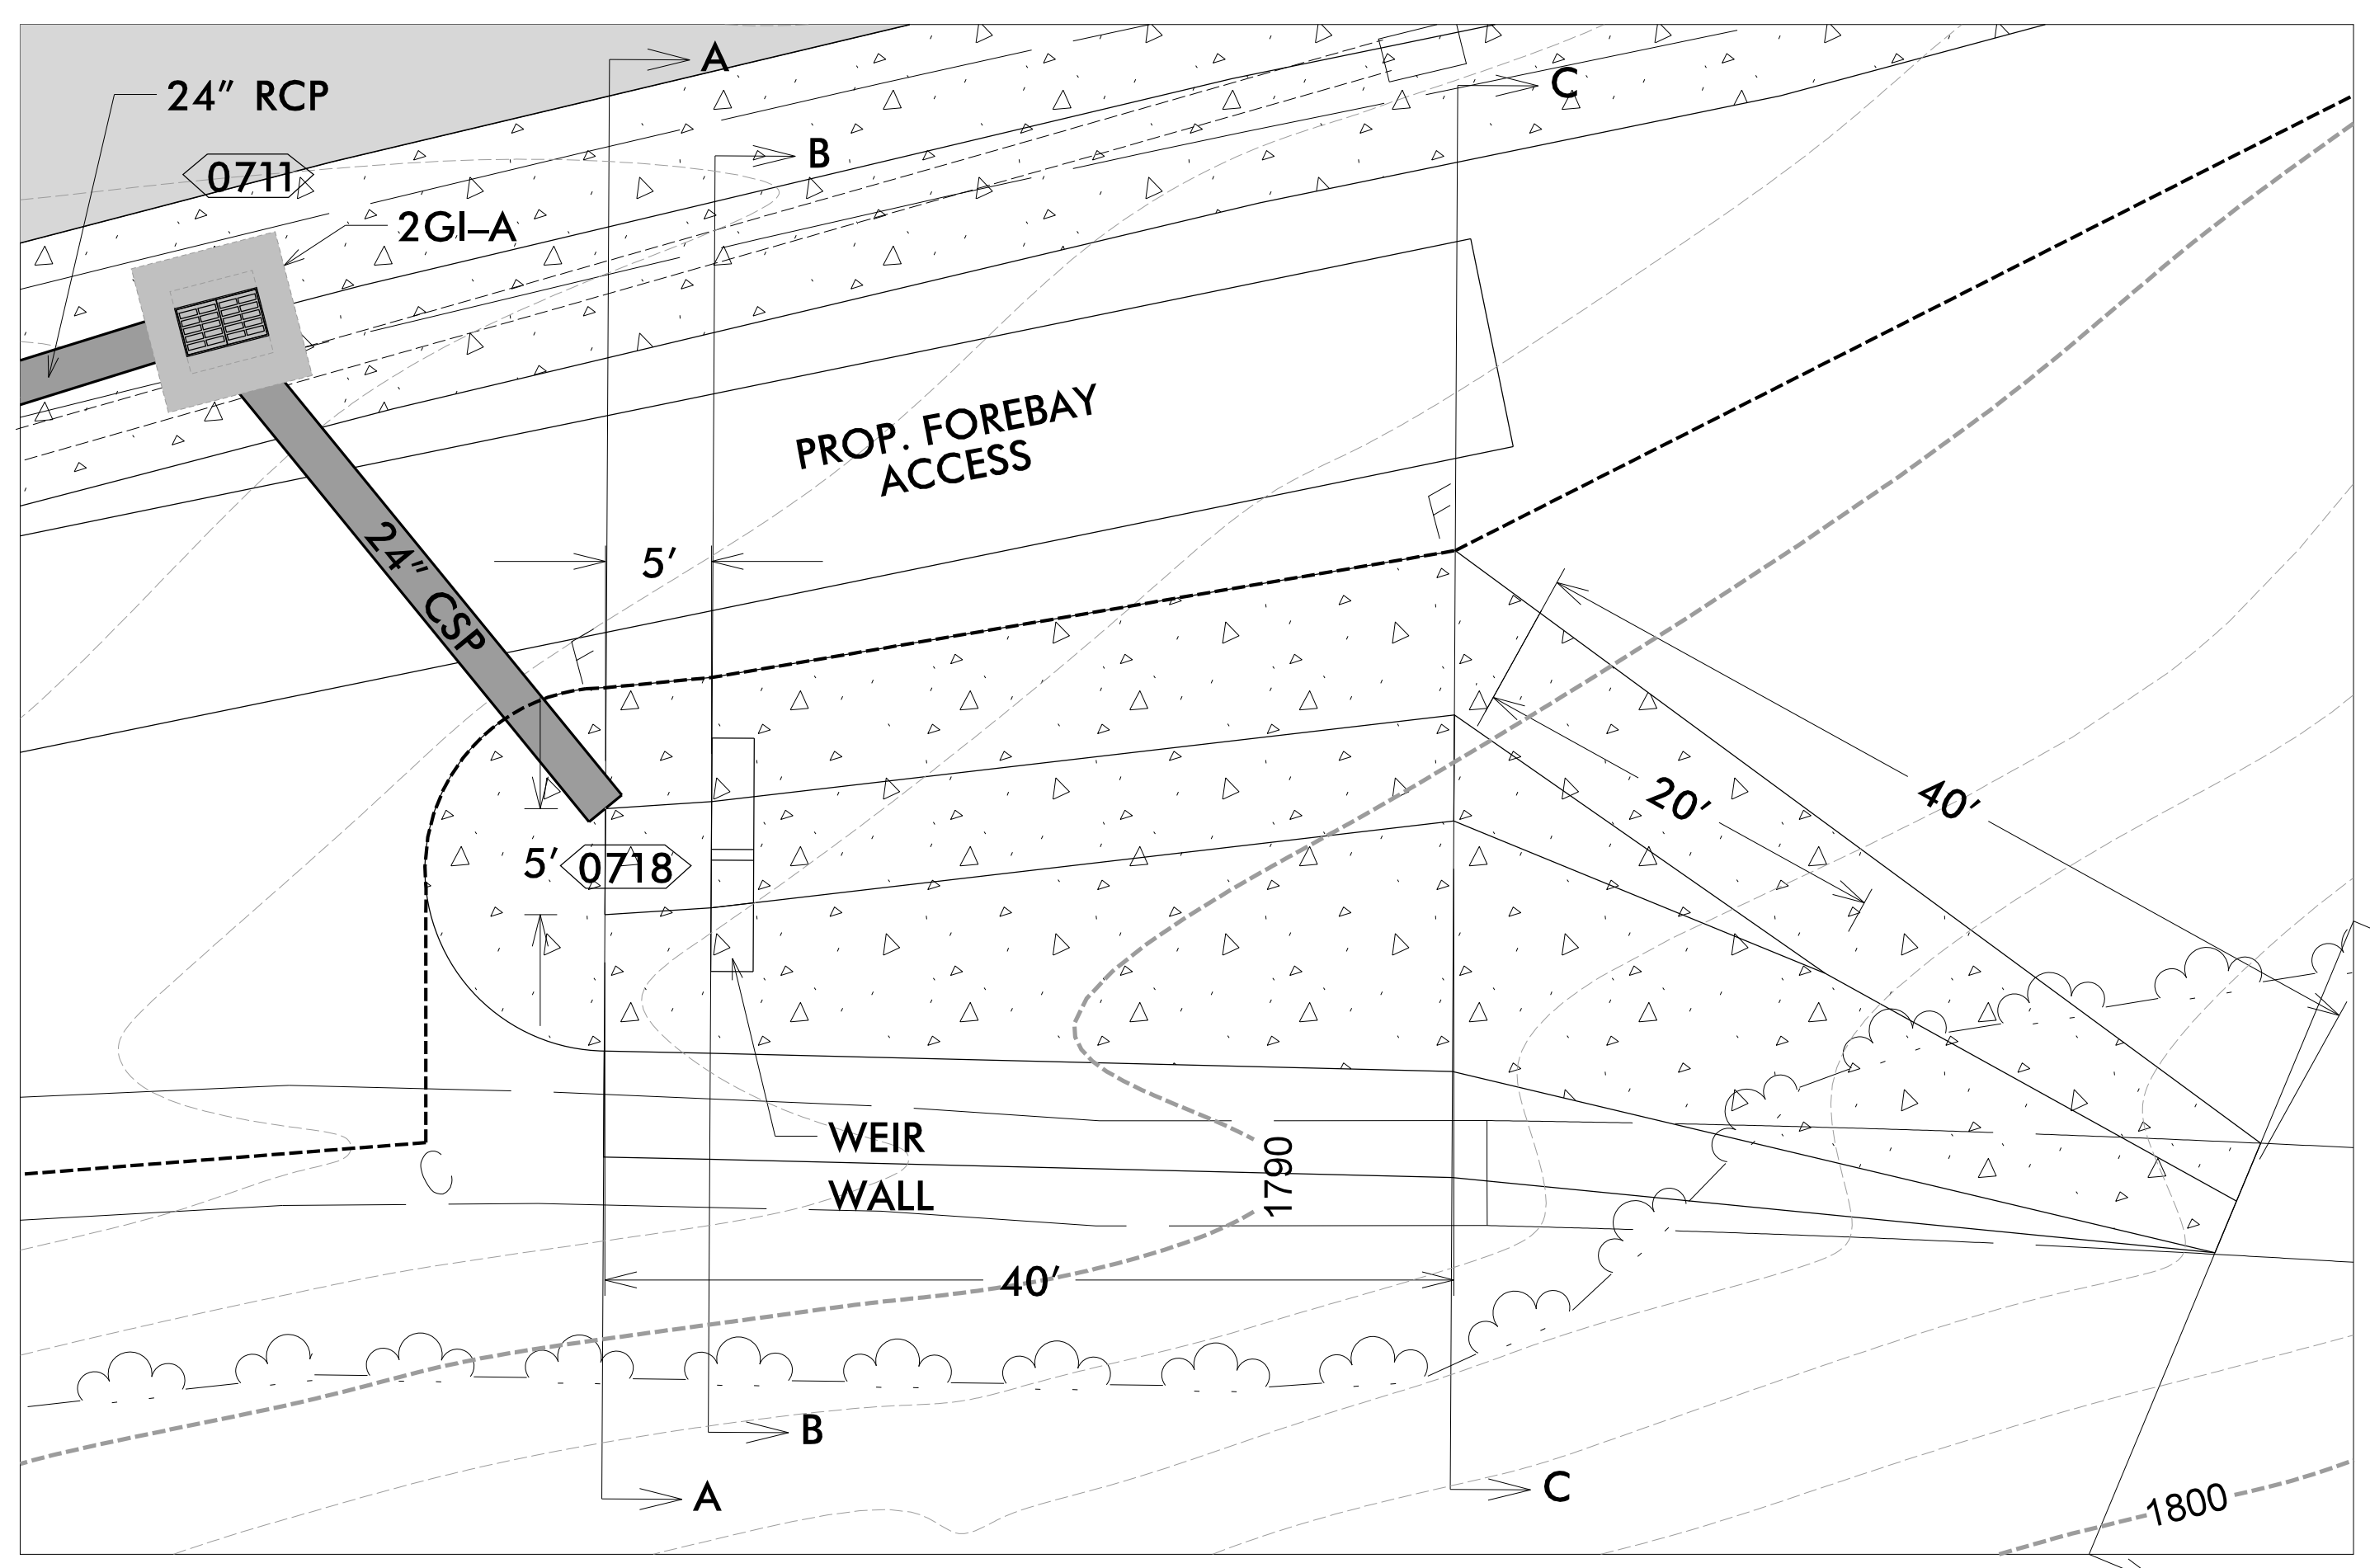 A
24" RCP
C
B
0711
2GI–A
PROP. FOREBAY
ACCESS
5'
24" CSP
20'
40'
5'
0718
WEIR
WALL
1790
40'
B
A
C
1800